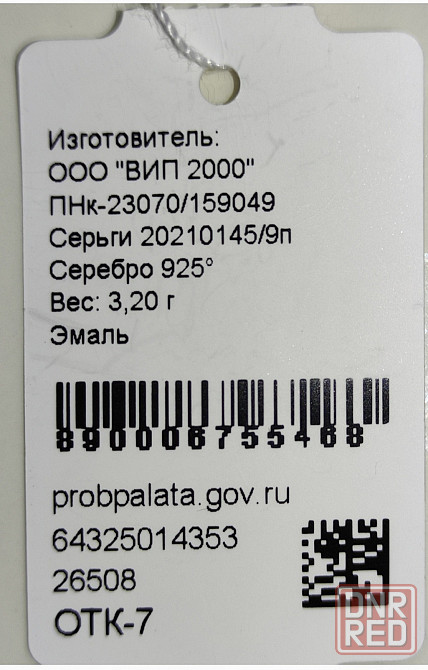 Изготовитель:
ООО "ВИП 2000"
ПНк-23070/159049
Серьги 20210145/9п
Серебро 925°
Вес: 3,20 г
Эмаль
890006755468
probpalata.gov.ru
64325014353
26508
ОТК-7
DNR
RED